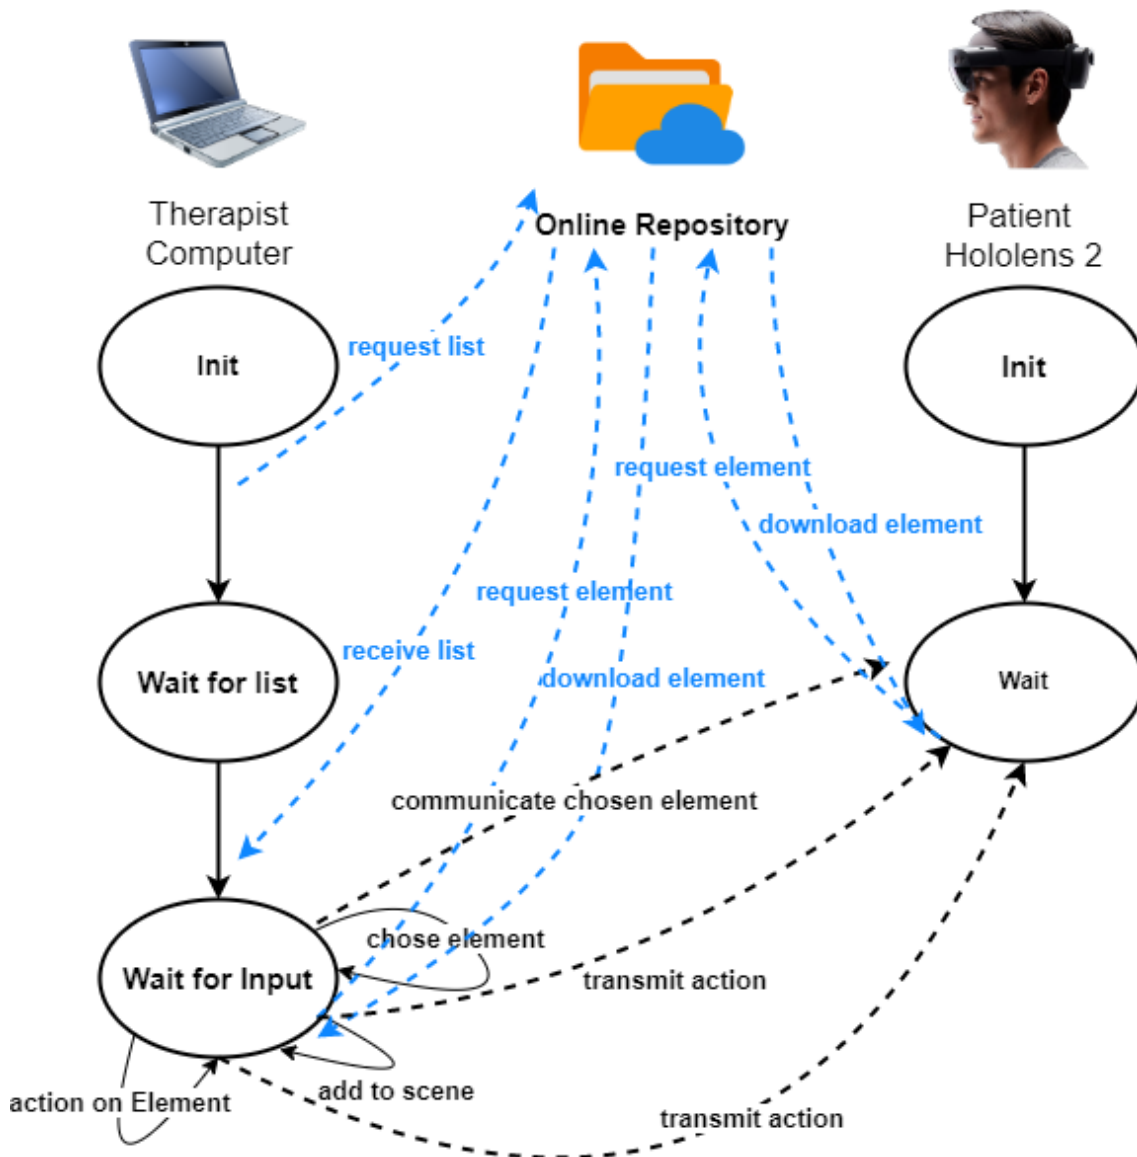 Therapist
Computer
Online Repository
Patient
Hololens 2
Init
request list
Init
request element
download element
request element
receive list
download element
Wait for list
Wait
communicate chosen element
chose element
Wait for Input
transmit action
add to scene
action on Element
transmit action